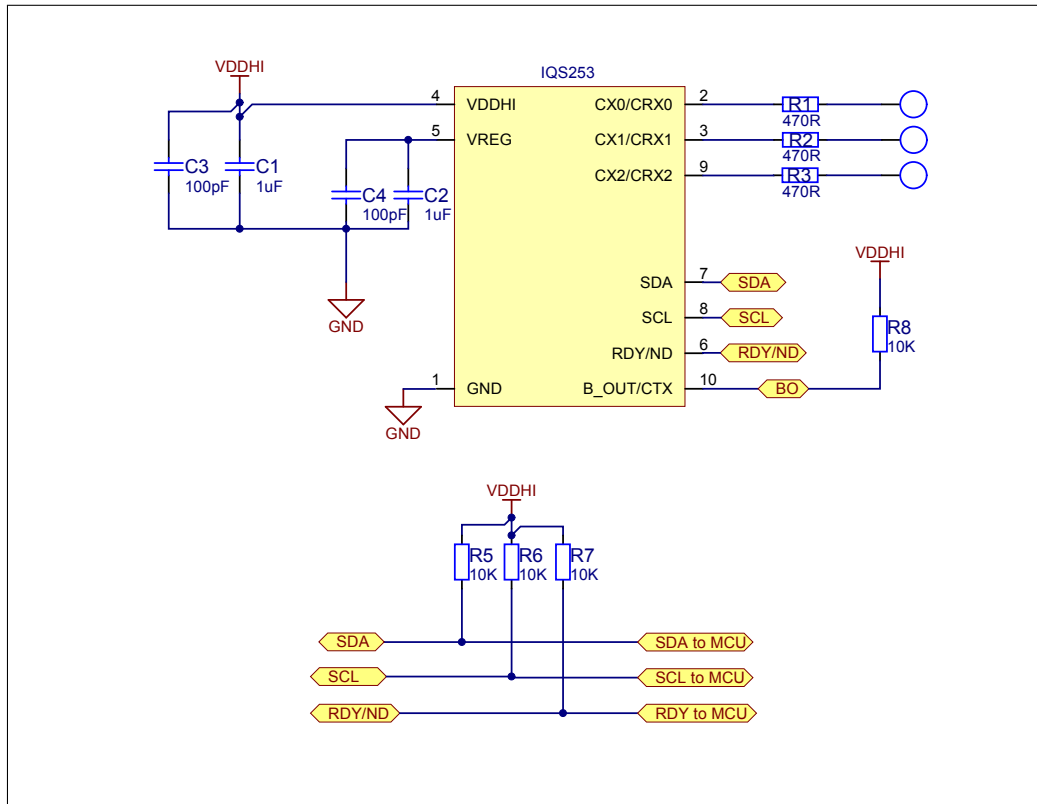 IQS253
VDDHI
4 VDDHI CX0/CRX0 2 R1
470R
5 VREG CX1/CRX1 3 R2
470R
C3
100pF
C1
1uF
C4
100pF
C2
1uF
CX2/CRX2 9 R3
470R
GND
VDDHI
SDA 7 SDA
SCL 8 SCL
R8
10K
RDY/ND 6 RDY/ND
1 GND B_OUT/CTX 10 BO
GND
VDDHI
R5 R6 R7
10K 10K 10K
SDA SDA to MCU
SCL SCL to MCU
RDY/ND RDY to MCU